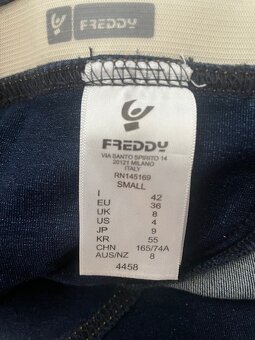 FREDDY
FREDDY
VIA SANTO SPIRITO 14
20121 MILANO
ITALY
RN145169
SMALL
I 42
EU 36
UK 8
US 4
JP 9
KR 55
CHN 165/74A
AUS/NZ 8
4458